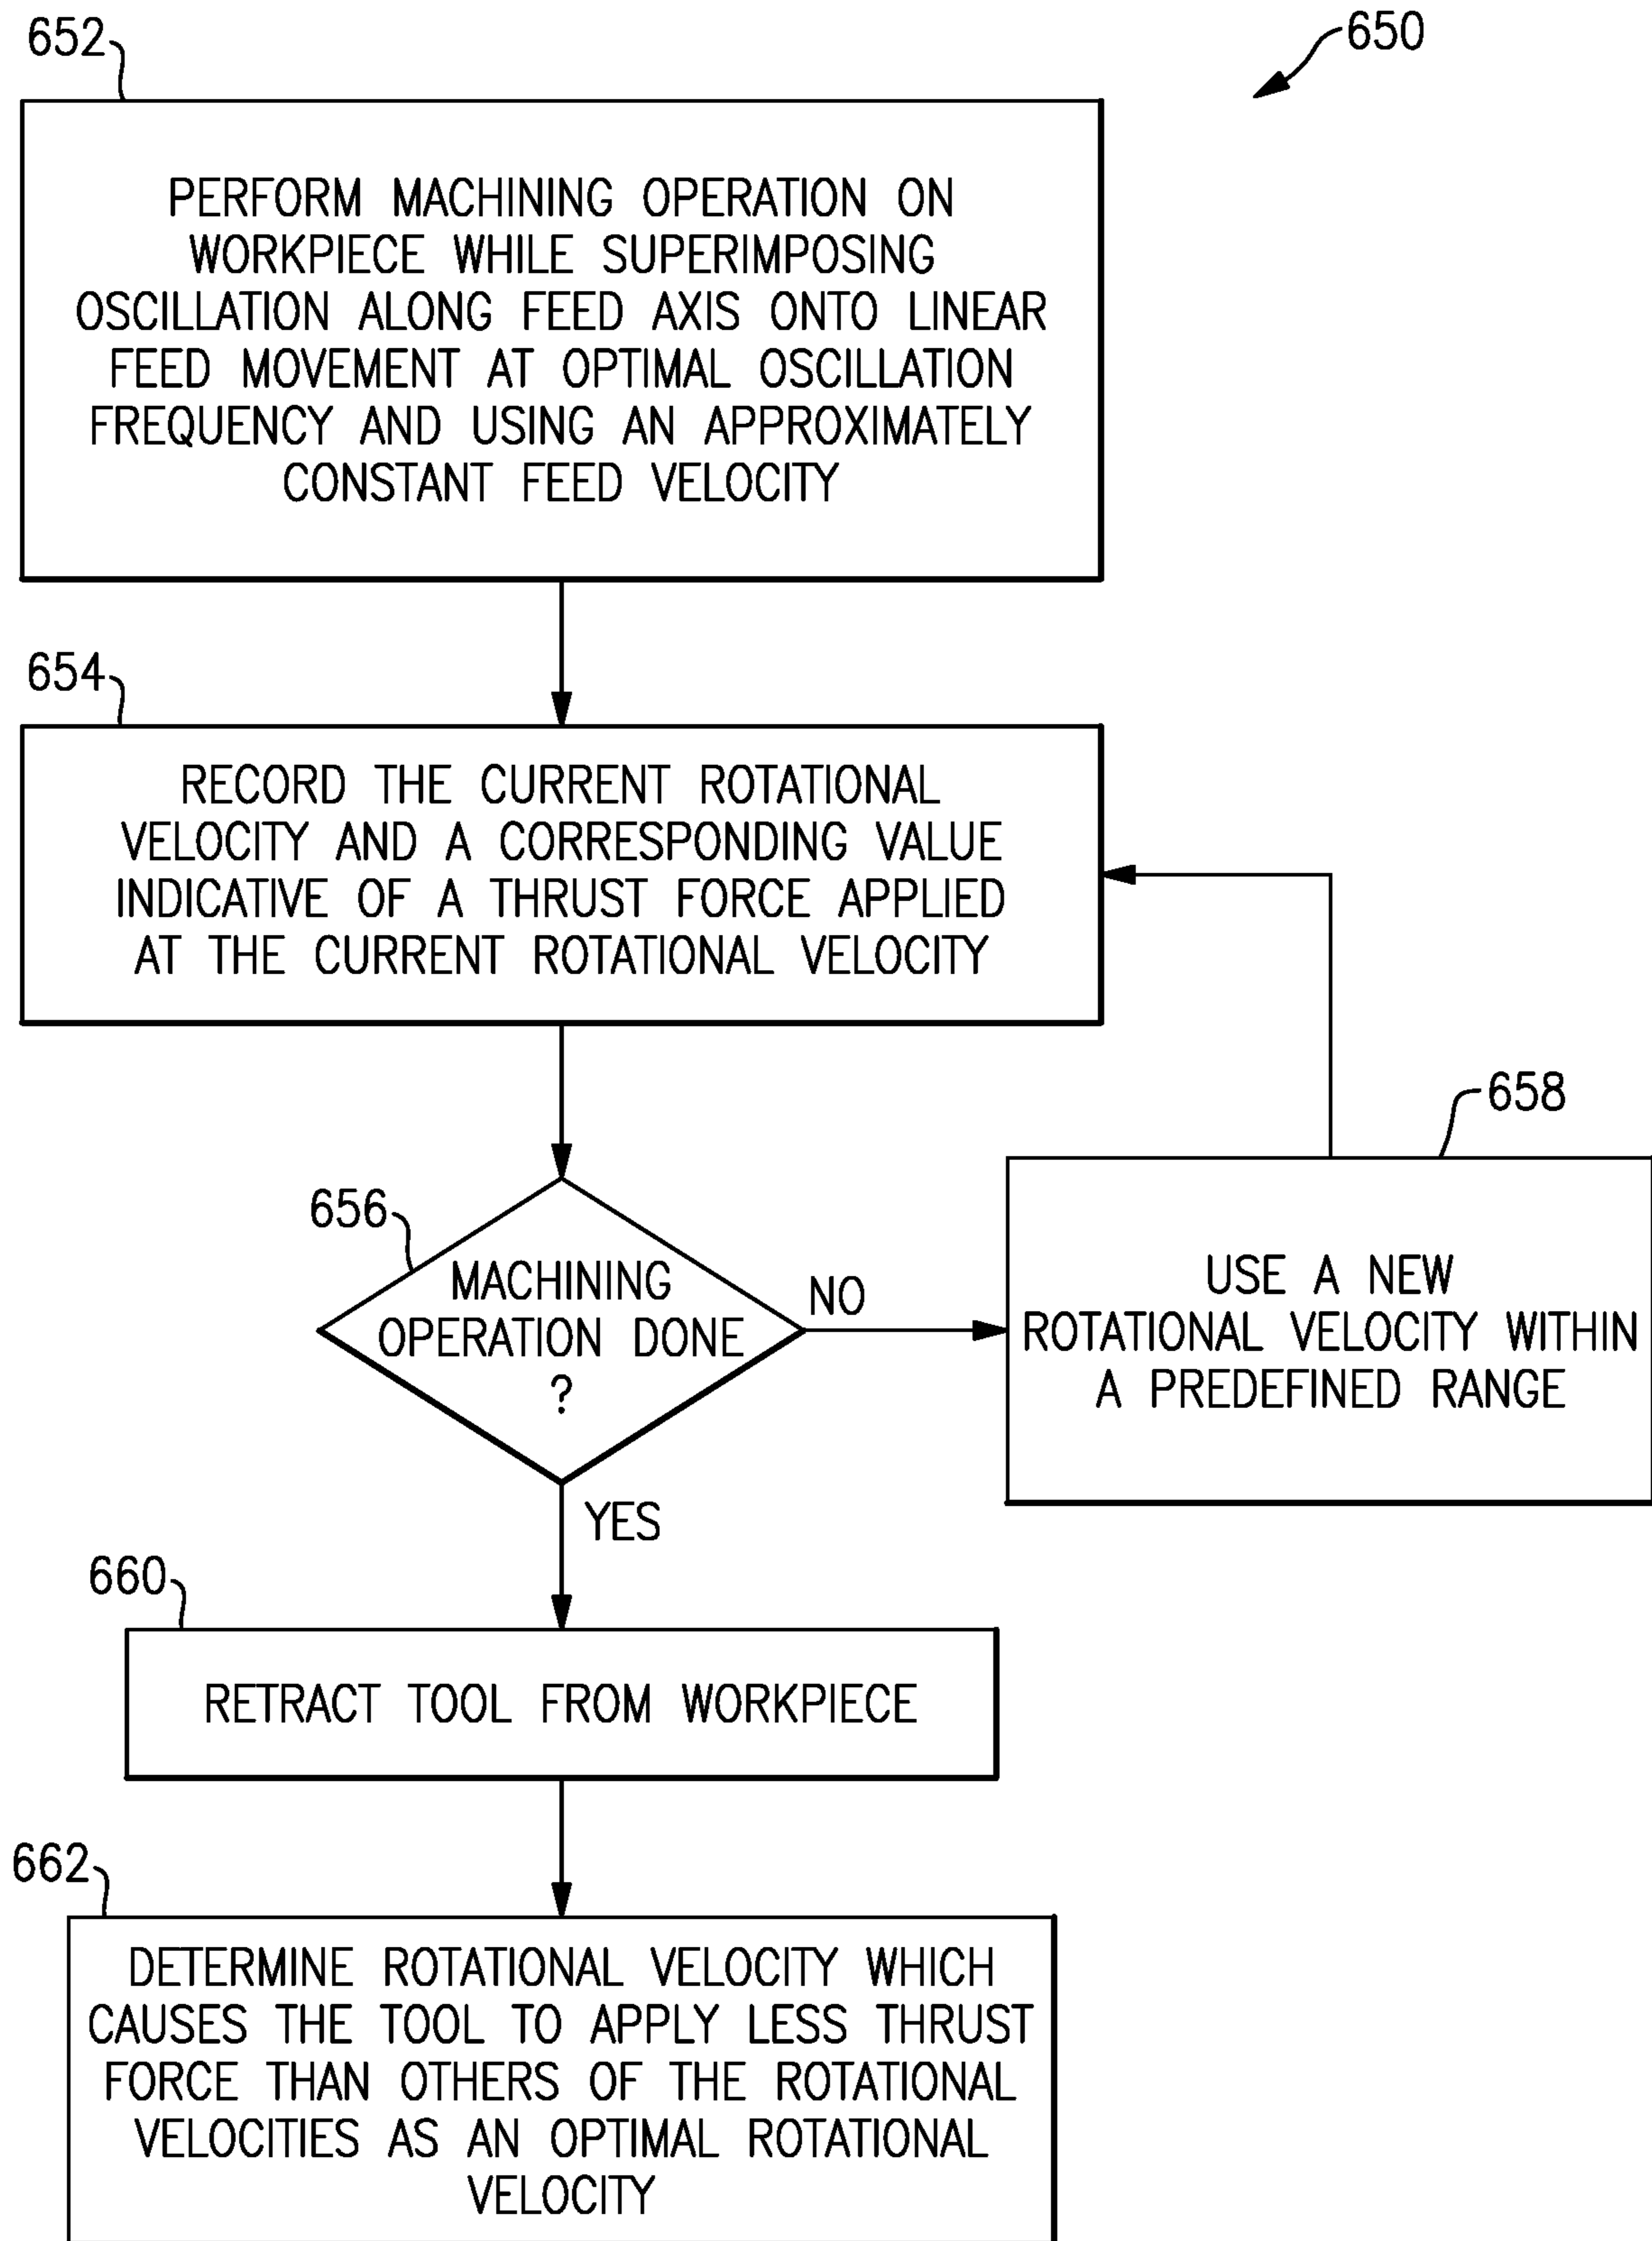 652
650
PERFORM MACHINING OPERATION ON
WORKPIECE WHILE SUPERIMPOSING
OSCILLATION ALONG FEED AXIS ONTO LINEAR
FEED MOVEMENT AT OPTIMAL OSCILLATION
FREQUENCY AND USING AN APPROXIMATELY
CONSTANT FEED VELOCITY
654
RECORD THE CURRENT ROTATIONAL
VELOCITY AND A CORRESPONDING VALUE
INDICATIVE OF A THRUST FORCE APPLIED
AT THE CURRENT ROTATIONAL VELOCITY
656
MACHINING
OPERATION DONE
?
NO
658
USE A NEW
ROTATIONAL VELOCITY WITHIN
A PREDEFINED RANGE
YES
660
RETRACT TOOL FROM WORKPIECE
662
DETERMINE ROTATIONAL VELOCITY WHICH
CAUSES THE TOOL TO APPLY LESS THRUST
FORCE THAN OTHERS OF THE ROTATIONAL
VELOCITIES AS AN OPTIMAL ROTATIONAL
VELOCITY